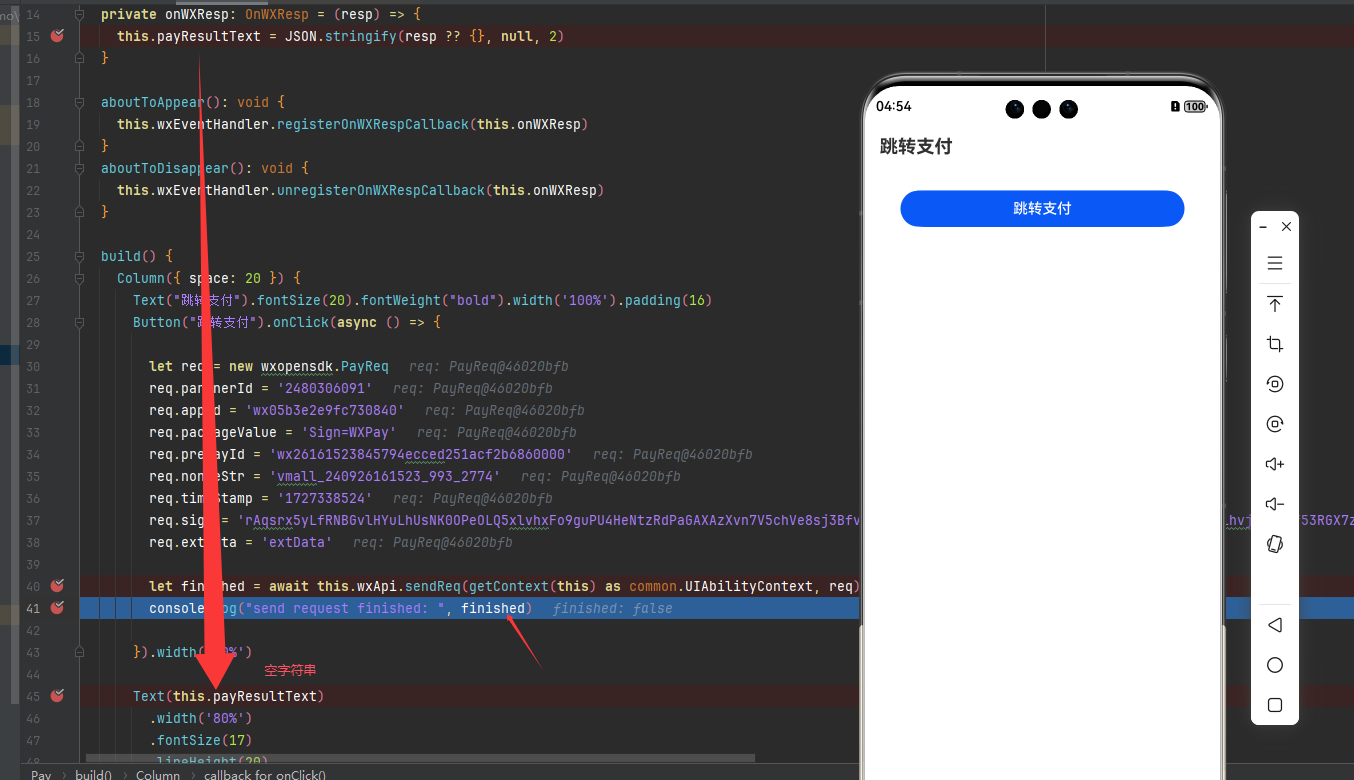 14 private onWXResp: OnWXResp = (resp) => {
15 this.payResultText = JSON.stringify(resp ?? {}, null, 2)
16 }
17
18 aboutToAppear(): void {
19 this.wxEventHandler.registerOnWXRespCallback(this.onWXResp)
20 }
21 aboutToDisappear(): void {
22 this.wxEventHandler.unregisterOnWXRespCallback(this.onWXResp)
23 }
24
25 build() {
26 Column({ space: 20 }) {
27 Text("跳转支付").fontSize(20).fontWeight("bold").width('100%').padding(16)
28 Button("跳转支付").onClick(async () => {
29
30 let req = new wxopensdk.PayReq req: PayReq@46020bfb
31 req.partnerId = '2480306091' req: PayReq@46020bfb
32 req.appId = 'wx05b3e2e9fc730840' req: PayReq@46020bfb
33 req.packageValue = 'Sign=WXPay' req: PayReq@46020bfb
34 req.prepayId = 'wx26161523845794ecced251acf2b6860000' req: PayReq@46020bfb
35 req.nonceStr = 'vmall_240926161523_993_2774' req: PayReq@46020bfb
36 req.timeStamp = '1727338524' req: PayReq@46020bfb
37 req.sign = 'rAqsrx5yLfRNBGvlHYuLhUsNK0OPeOLQ5xlvhxFo9guPU4HeNtzRdPaGAXAzXvn7V5chVe8sj3Bfv
38 req.extData = 'extData' req: PayReq@46020bfb
39
40 let finished = await this.wxApi.sendReq(getContext(this) as common.UIAbilityContext, req)
41 console.log("send request finished: ", finished) finished: false
42
43 }).width('80%')
44 空字符串
45 Text(this.payResultText)
46 .width('80%')
47 .fontSize(17)
48 .lineHeight(20)
Pay > build() > Column > callback for onClick()
04:54 100
跳转支付
跳转支付